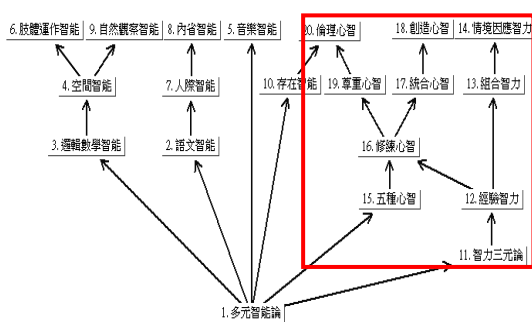 6.肢體運作智能 9.自然觀察智能 8.內省智能 5.音樂智能 20.倫理心智 18.創造心智 14.情境因應智力
4.空間智能 7.人際智能 10.存在智能 19.尊重心智 17.統合心智 13.組合智力
3.邏輯數學智能 2.語文智能 16.修鍊心智
15.五種心智 12.經驗智力
11.智力三元論
1.多元智能論